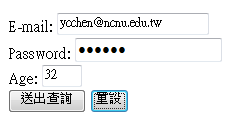 E-mail: ycchen@ncnu.edu.tw
Password: ●●●●●●
Age: 32
送出查詢 重設